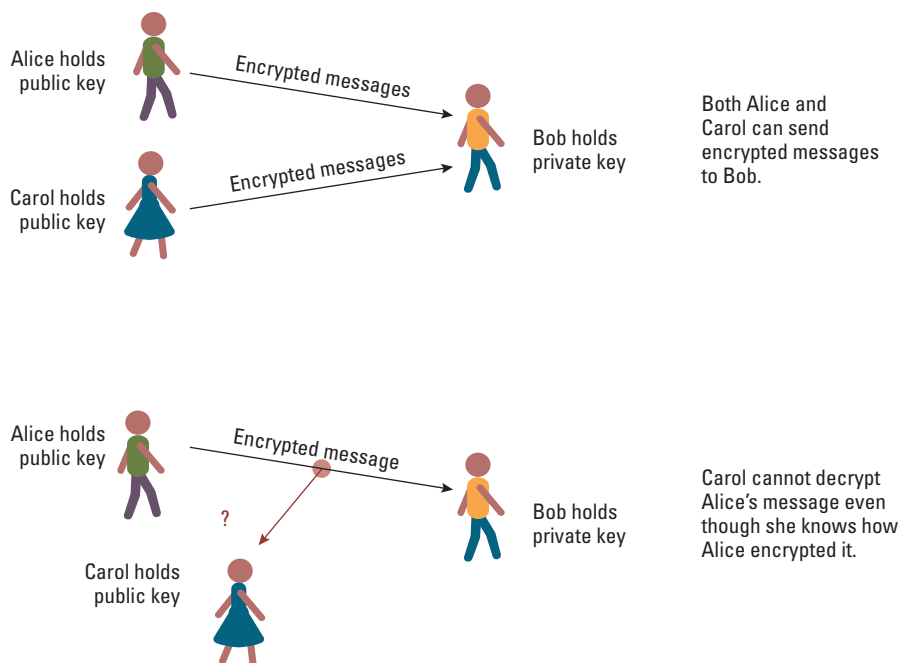 Alice holds
public key
Encrypted messages
Bob holds
private key
Both Alice and
Carol can send
encrypted messages
to Bob.
Carol holds
public key
Encrypted messages
Alice holds
public key
Encrypted message
?
Bob holds
private key
Carol cannot decrypt
Alice's message even
though she knows how
Alice encrypted it.
Carol holds
public key